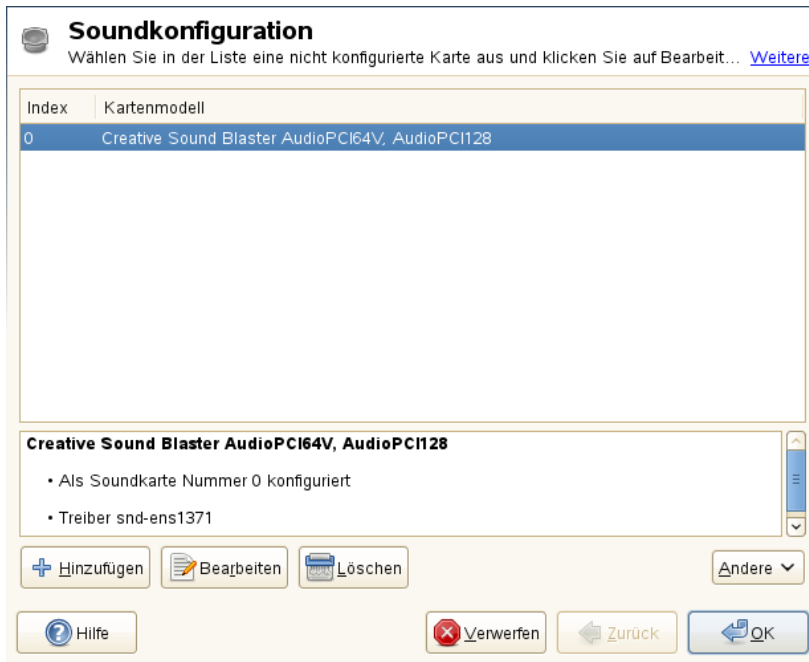 Soundkonfiguration
Wählen Sie in der Liste eine nicht konfigurierte Karte aus und klicken Sie auf Bearbeit... Weitere
Index Kartenmodell
0 Creative Sound Blaster AudioPCI64V, AudioPCI128
Creative Sound Blaster AudioPCI64V, AudioPCI128
• Als Soundkarte Nummer 0 konfiguriert
• Treiber snd-ens1371
Hinzufügen Bearbeiten Löschen Andere
Hilfe Verwerfen Zurück OK